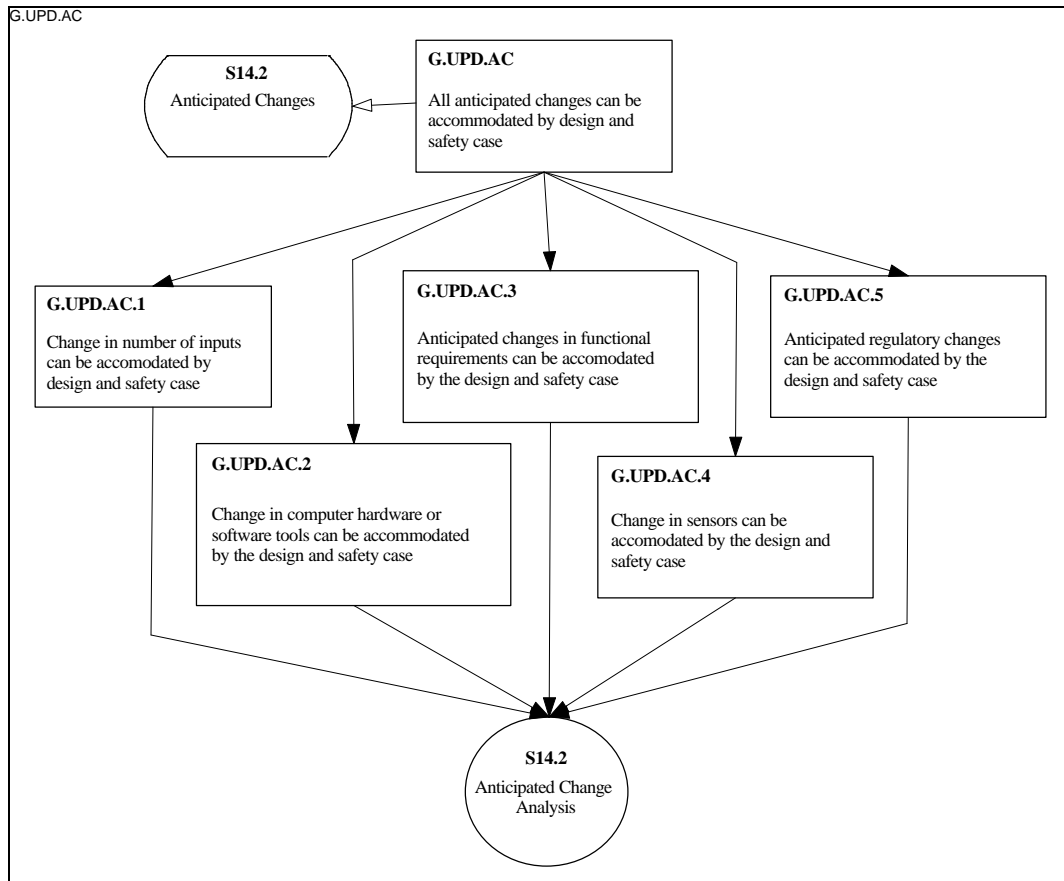 G.UPD.AC
S14.2
Anticipated Changes
G.UPD.AC
All anticipated changes can be
accommodated by design and
safety case
G.UPD.AC.1
Change in number of inputs
can be accomodated by
design and safety case
G.UPD.AC.3
Anticipated changes in functional
requirements can be accomodated
by the design and safety case
G.UPD.AC.5
Anticipated regulatory changes
can be accommodated by the
design and safety case
G.UPD.AC.2
Change in computer hardware or
software tools can be accommodated
by the design and safety case
G.UPD.AC.4
Change in sensors can be
accomodated by the design and
safety case
S14.2
Anticipated Change
Analysis